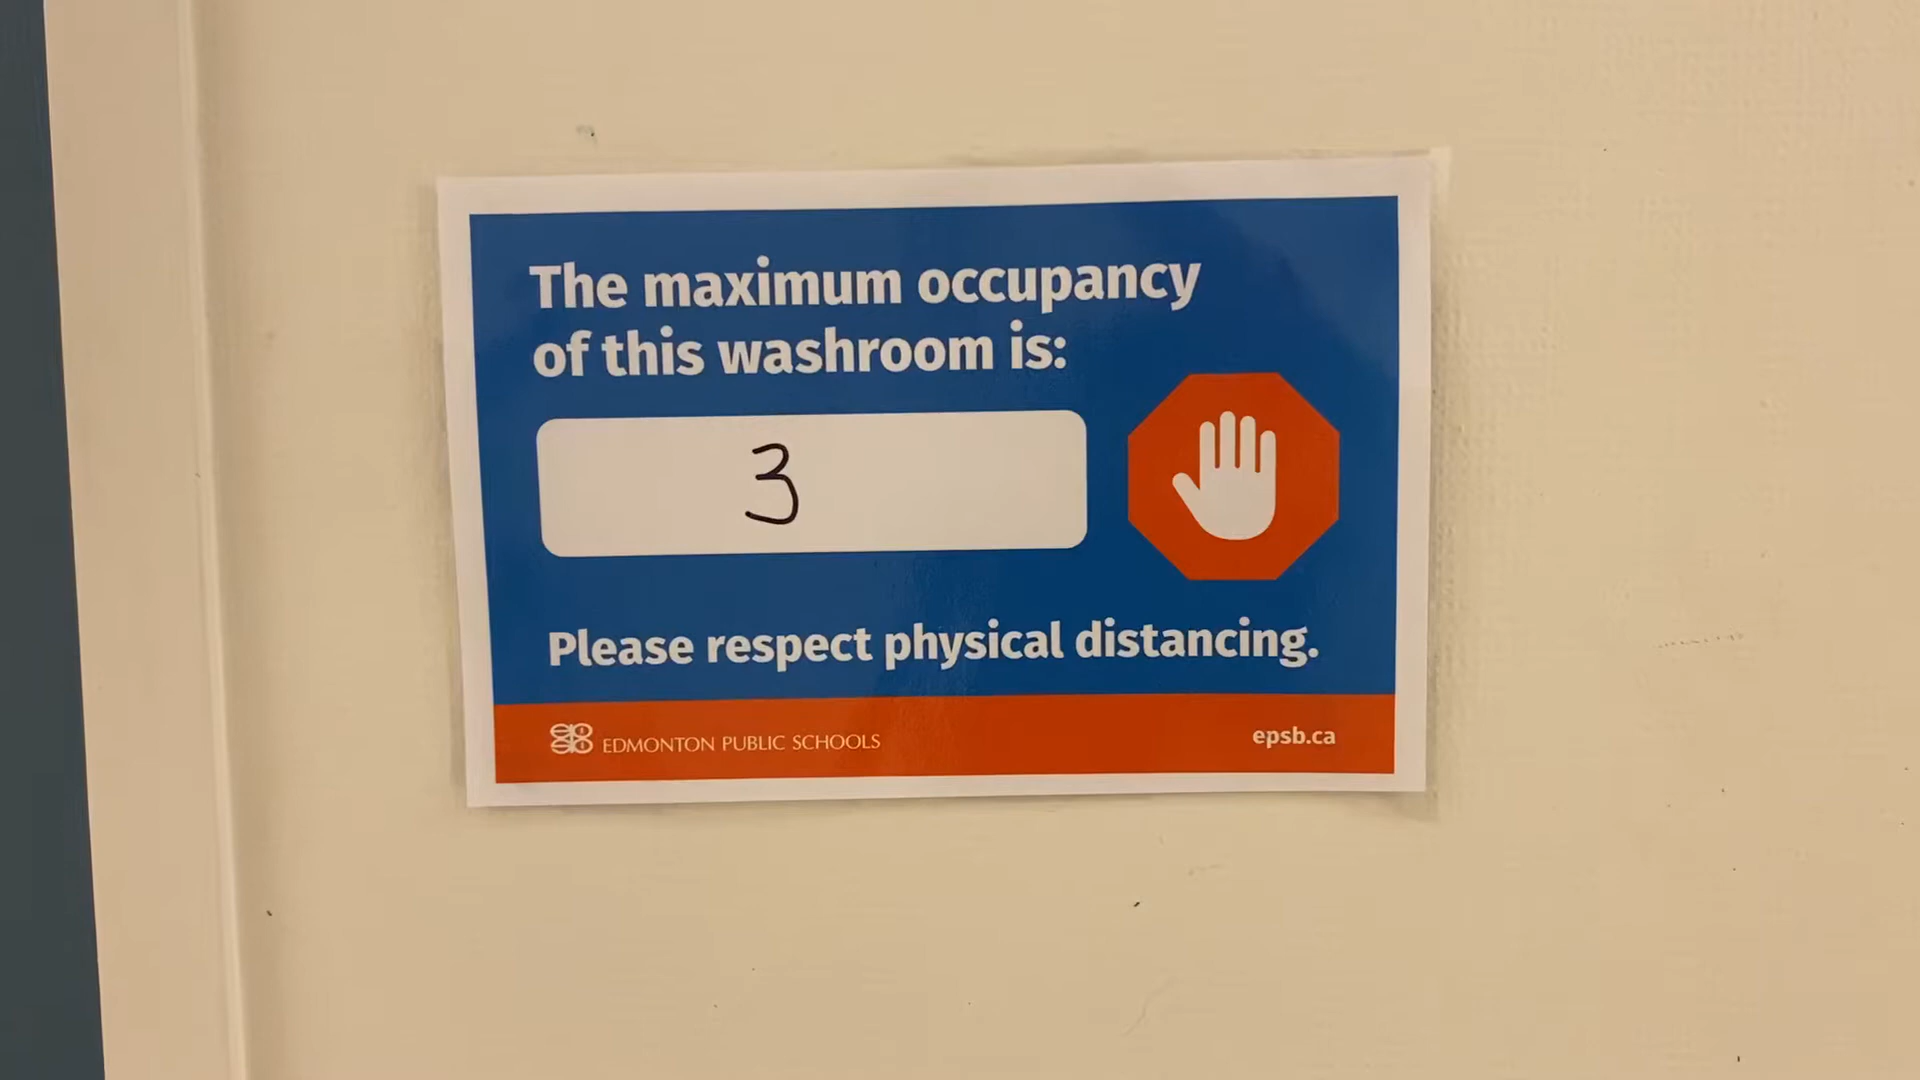 The maximum occupancy
of this washroom is:
3
Please respect physical distancing.
EDMONTON PUBLIC SCHOOLS
epsb.ca